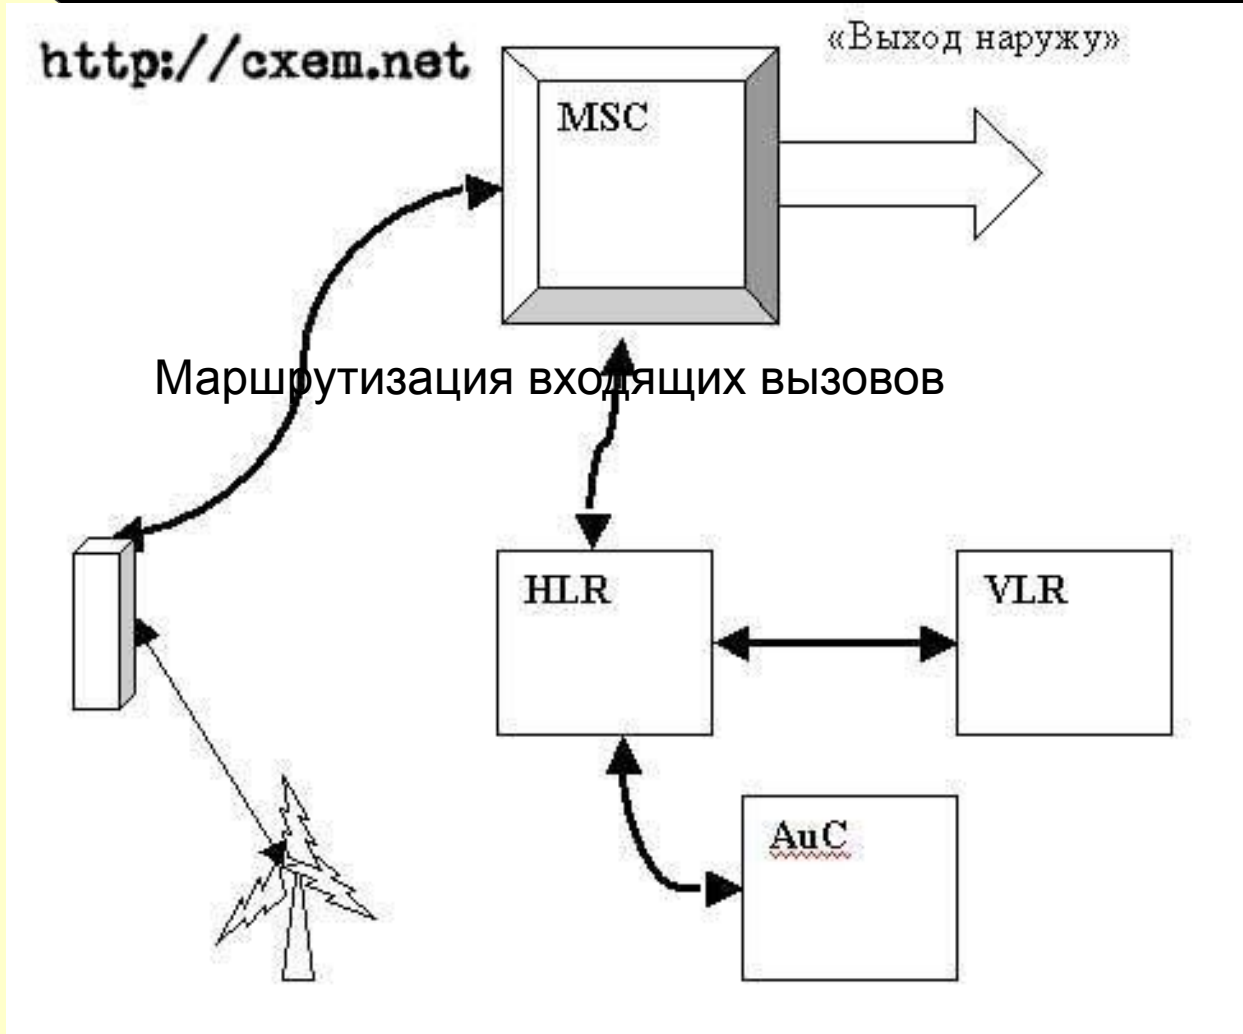 http://cxem.net
«Выход наружу»
MSC
Маршрутизация входящих вызовов
HLR
VLR
AuC